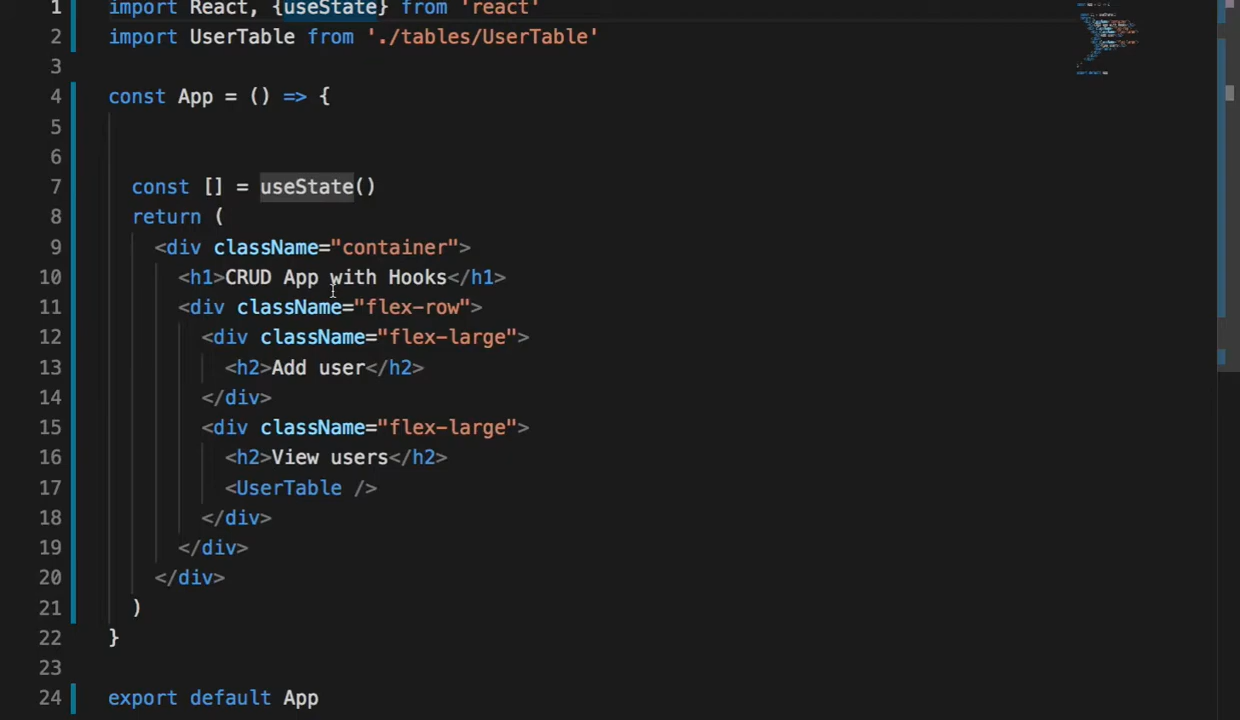 1 import React, {useState} from 'react'
2 import UserTable from './tables/UserTable'
3
4 const App = () => {
5
6
7 const [] = useState()
8 return (
9 <div className="container">
10 <h1>CRUD App with Hooks</h1>
11 <div className="flex-row">
12 <div className="flex-large">
13 <h2>Add user</h2>
14 </div>
15 <div className="flex-large">
16 <h2>View users</h2>
17 <UserTable />
18 </div>
19 </div>
20 </div>
21 )
22 }
23
24 export default App